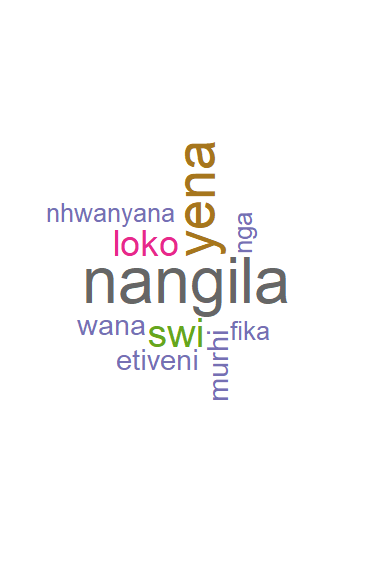 yena
nhwanyana
nga
loko
nangila
wana
swi
fika
murhi
etiveni